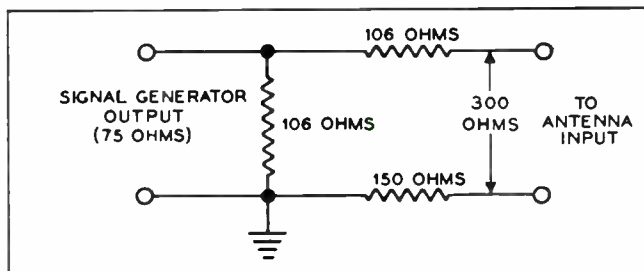 106 OHMS
SIGNAL GENERATOR
OUTPUT
(75 OHMS)
106 OHMS
300
OHMS
TO
ANTENNA
INPUT
150 OHMS